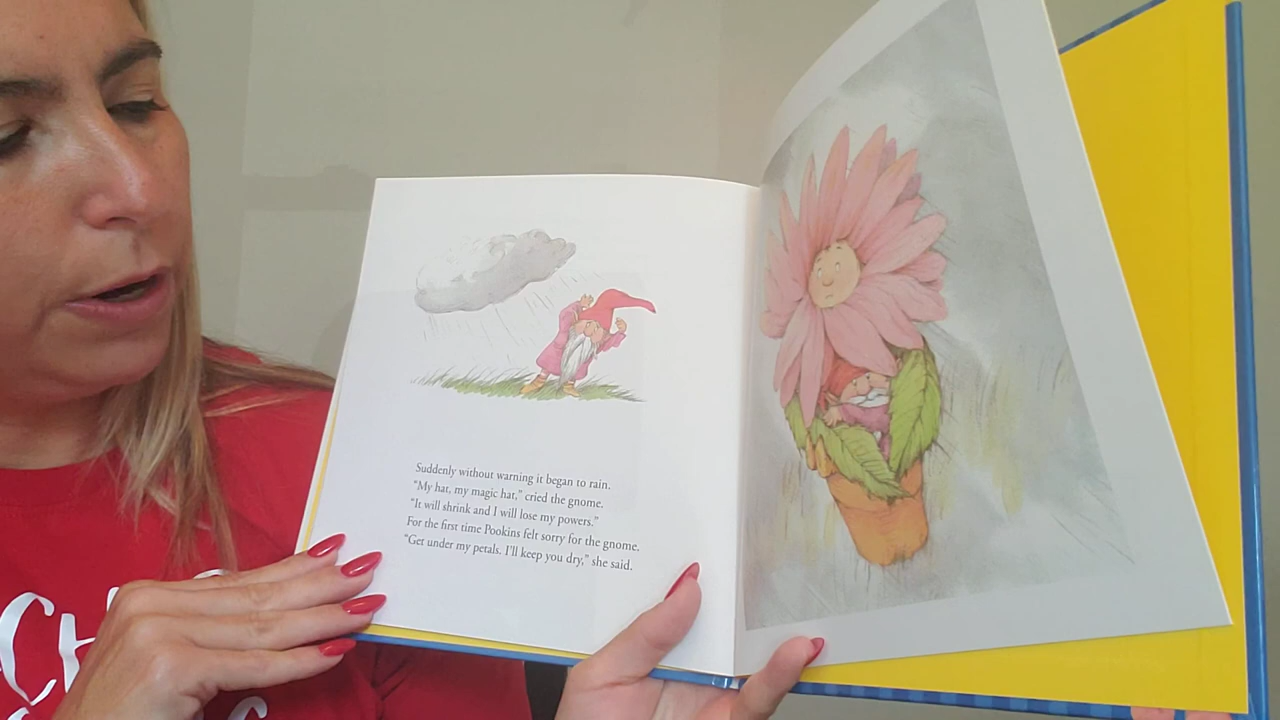 Suddenly without warning it began to rain.
"My hat, my magic hat," cried the gnome.
"It will shrink and I will lose my powers."
For the first time Pookins felt sorry for the gnome.
"Get under my petals. I'll keep you dry," she said.